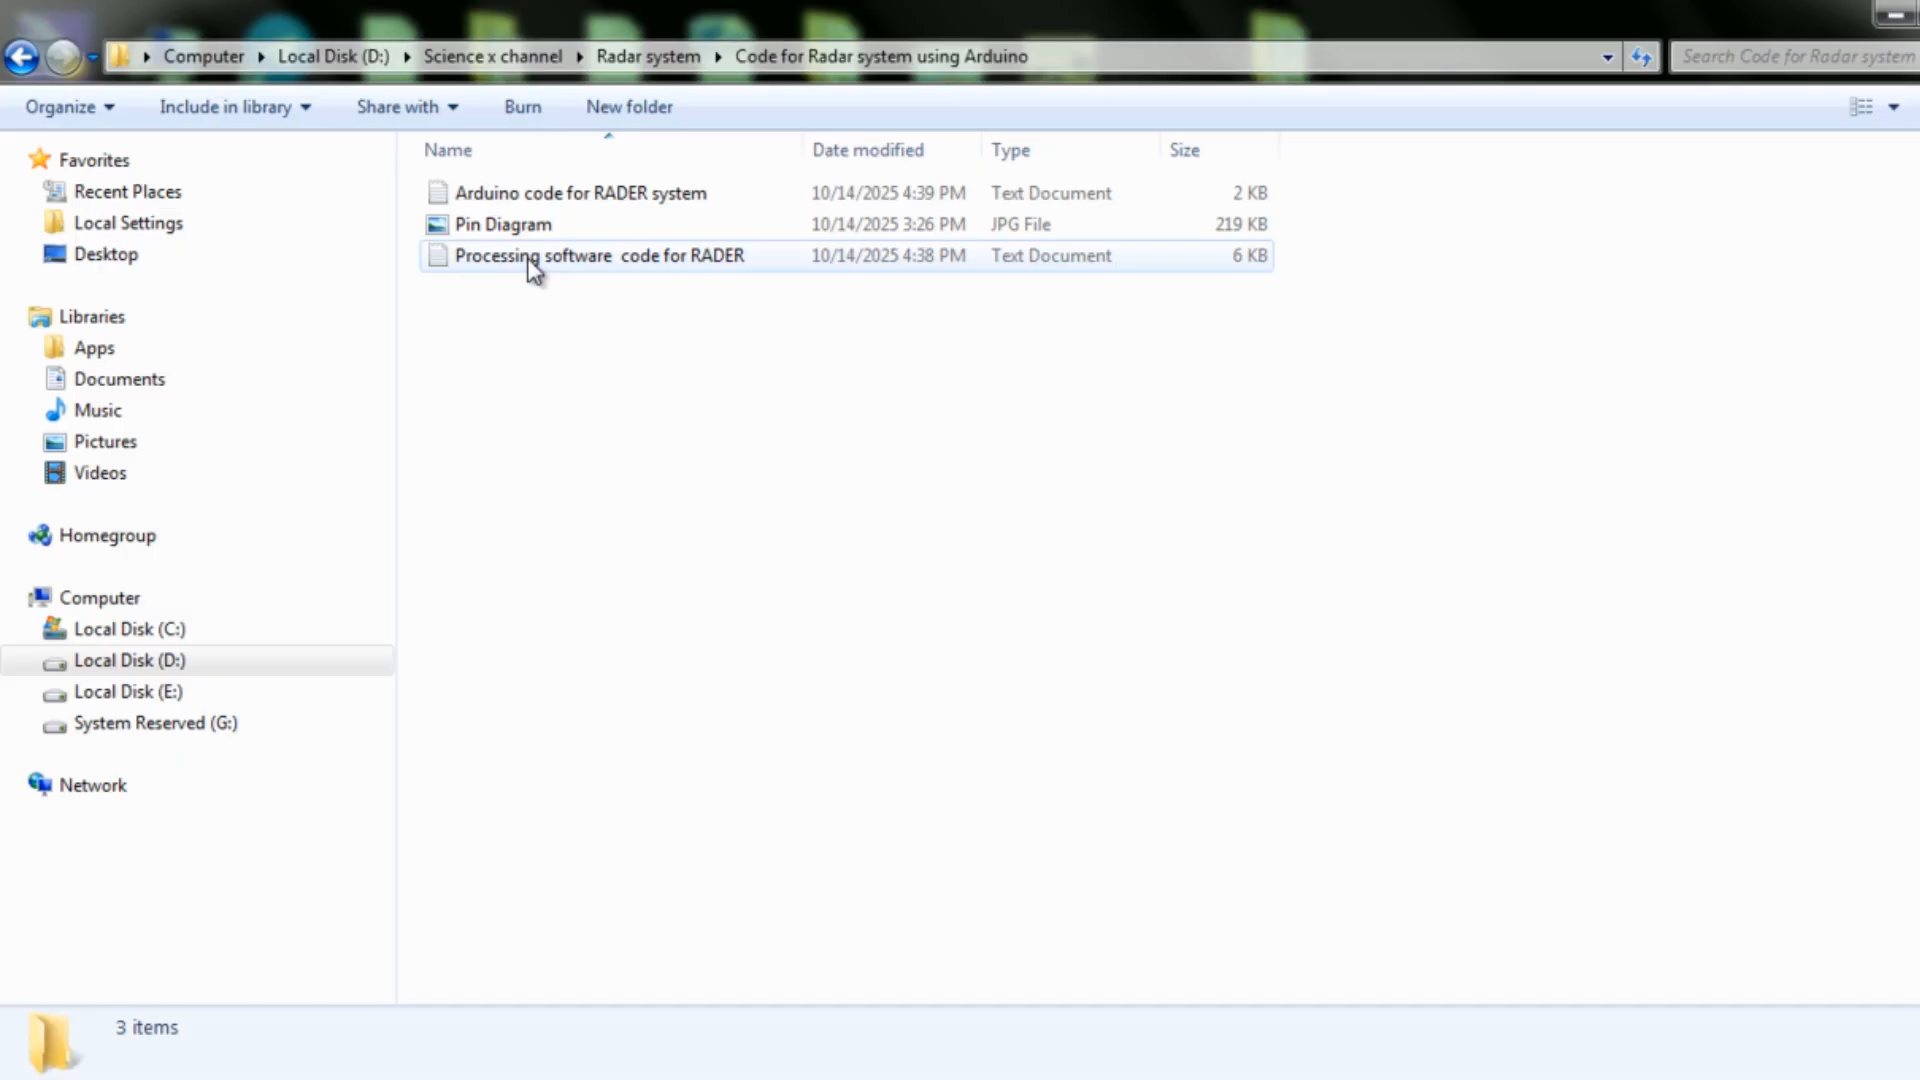 Computer Local Disk (D:) Science x channel Radar system Code for Radar system using Arduino Search Code for Radar system
Organize Include in library Share with Burn New folder
Favorites
Recent Places
Local Settings
Desktop
Libraries
Apps
Documents
Music
Pictures
Videos
Homegroup
Computer
Local Disk (C:)
Local Disk (D:)
Local Disk (E:)
System Reserved (G:)
Network
Name Date modified Type Size
Arduino code for RADER system 10/14/2025 4:39 PM Text Document 2 KB
Pin Diagram 10/14/2025 3:26 PM JPG File 219 KB
Processing software code for RADER 10/14/2025 4:38 PM Text Document 6 KB
3 items